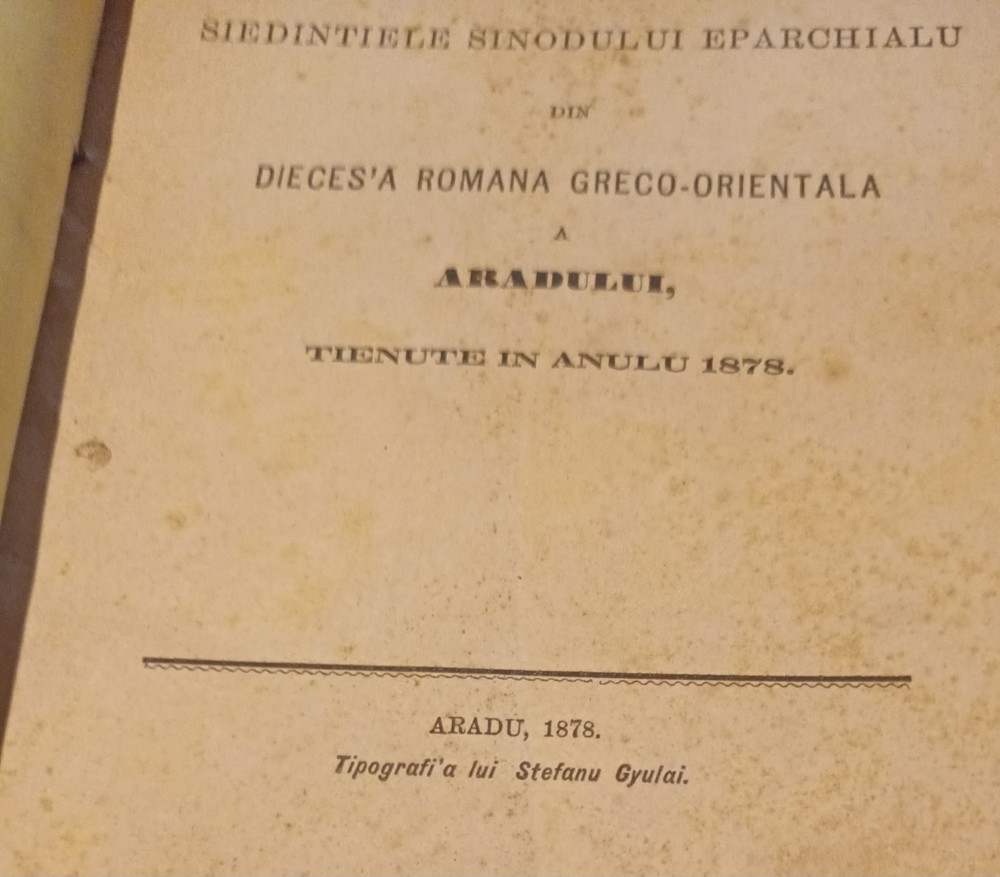 SIEDINTIELE SINODULUI EPARCHIALU
DIN
DIECES'A ROMANA GRECO-ORIENTALA
A
ARADULUI,
TIENUTE IN ANULU 1878.
ARADU, 1878.
Tipografi'a lui Stefanu Gyulai.